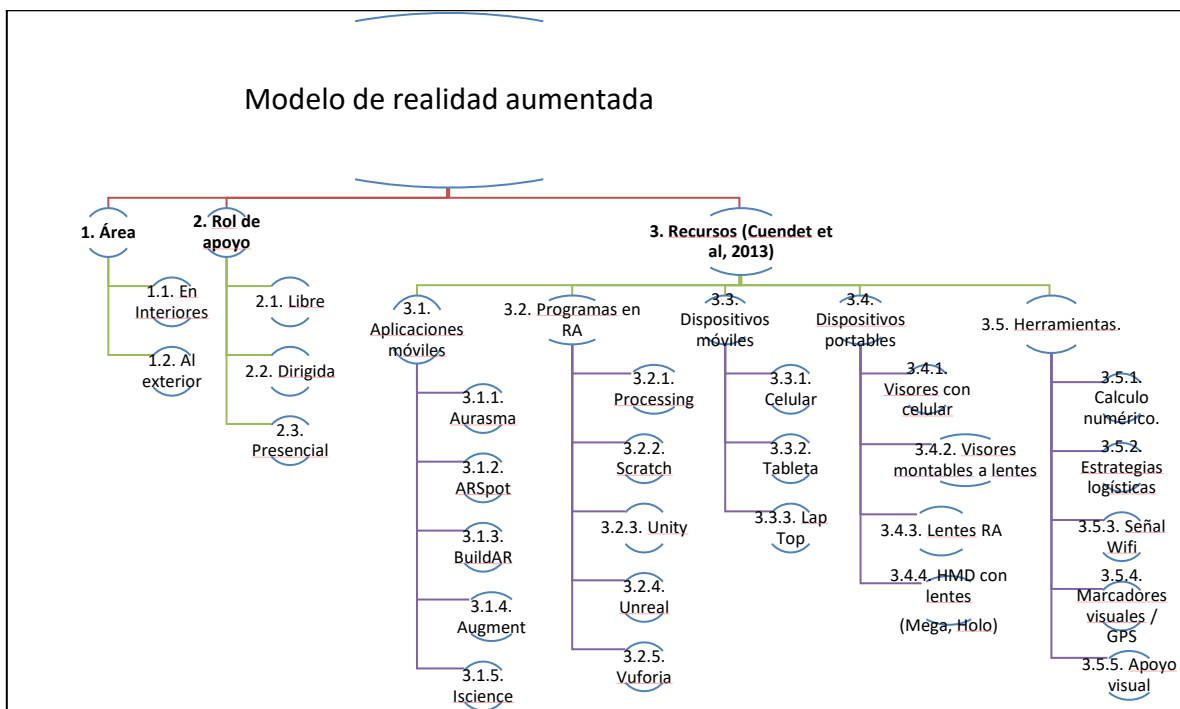 Modelo de realidad aumentada
1. Área
1.1. En
Interiores
1.2. Al
exterior
2. Rol de
apoyo
2.1. Libre
2.2. Dirigida
2.3.
Presencial
3. Recursos (Cuendet et
al, 2013)
3.1.
Aplicaciones
móviles
3.1.1.
Aurasma
3.1.2.
ARSpot
3.1.3.
BuildAR
3.1.4.
Augment
3.1.5.
Iscience
3.2. Programas en
RA
3.2.1.
Processing
3.2.2.
Scratch
3.2.3. Unity
3.2.4.
Unreal
3.2.5.
Vuforia
3.3.
Dispositivos
móviles
3.3.1.
Celular
3.3.2.
Tableta
3.3.3. Lap
Top
3.4.
Dispositivos
portables
3.4.1.
Visores con
celular
3.4.2. Visores
montables a lentes
3.4.3. Lentes RA
3.4.4. HMD con
lentes
(Mega, Holo)
3.5. Herramientas.
3.5.1.
Calculo
numérico.
3.5.2.
Estrategias
logísticas
3.5.3. Señal
Wifi
3.5.4.
Marcadores
visuales /
GPS
3.5.5. Apoyo
visual